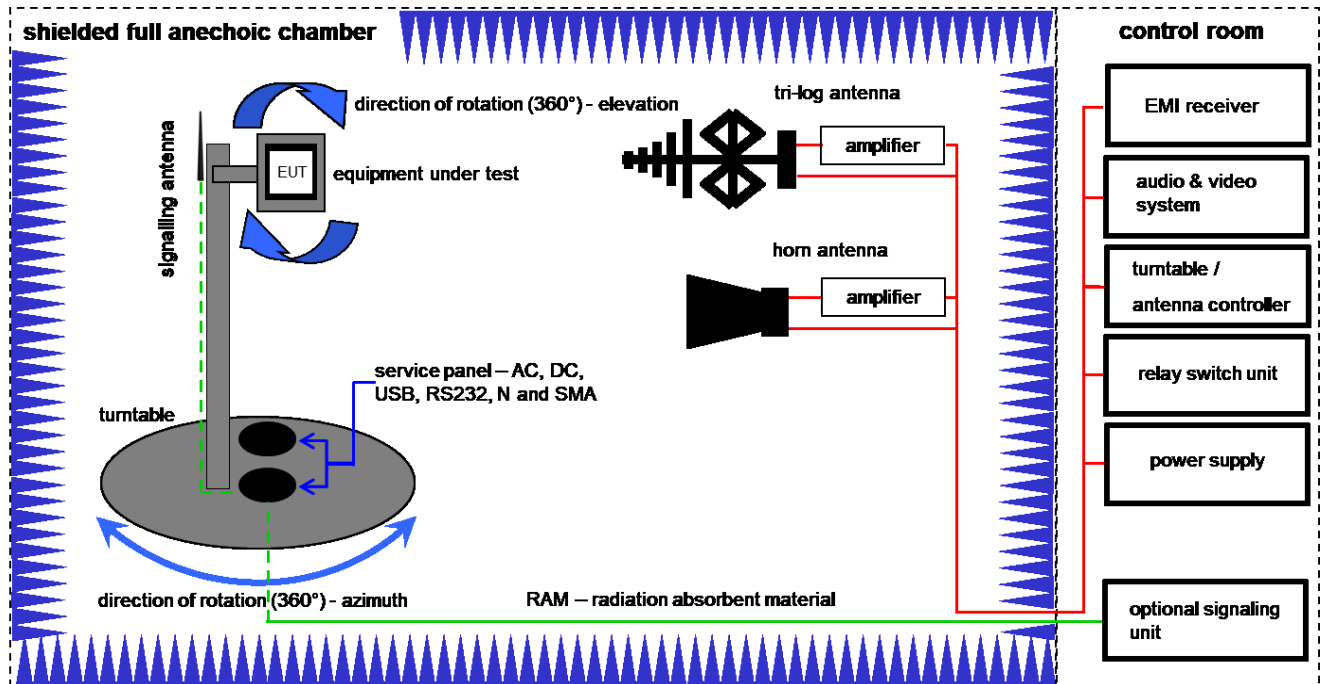 shielded full anechoic chamber
control room
direction of rotation (360°) - elevation
signalling antenna
EUT
equipment under test
tri-log antenna
amplifier
horn antenna
amplifier
service panel – AC, DC,
USB, RS232, N and SMA
turntable
direction of rotation (360°) - azimuth
RAM – radiation absorbent material
EMI receiver
audio & video
system
turntable /
antenna controller
relay switch unit
power supply
optional signaling
unit